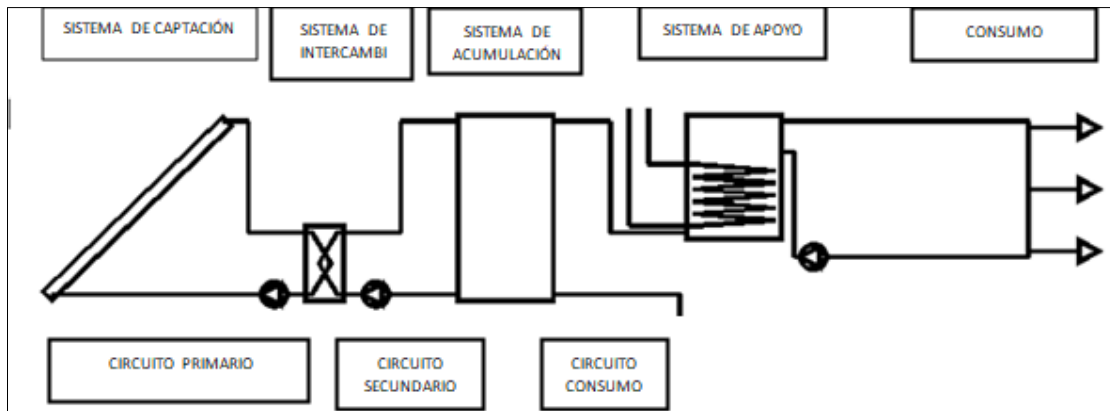 SISTEMA DE CAPTACIÓN
SISTEMA DE
INTERCAMBI
SISTEMA DE
ACUMULACIÓN
SISTEMA DE APOYO
CONSUMO
CIRCUITO PRIMARIO
CIRCUITO
SECUNDARIO
CIRCUITO
CONSUMO